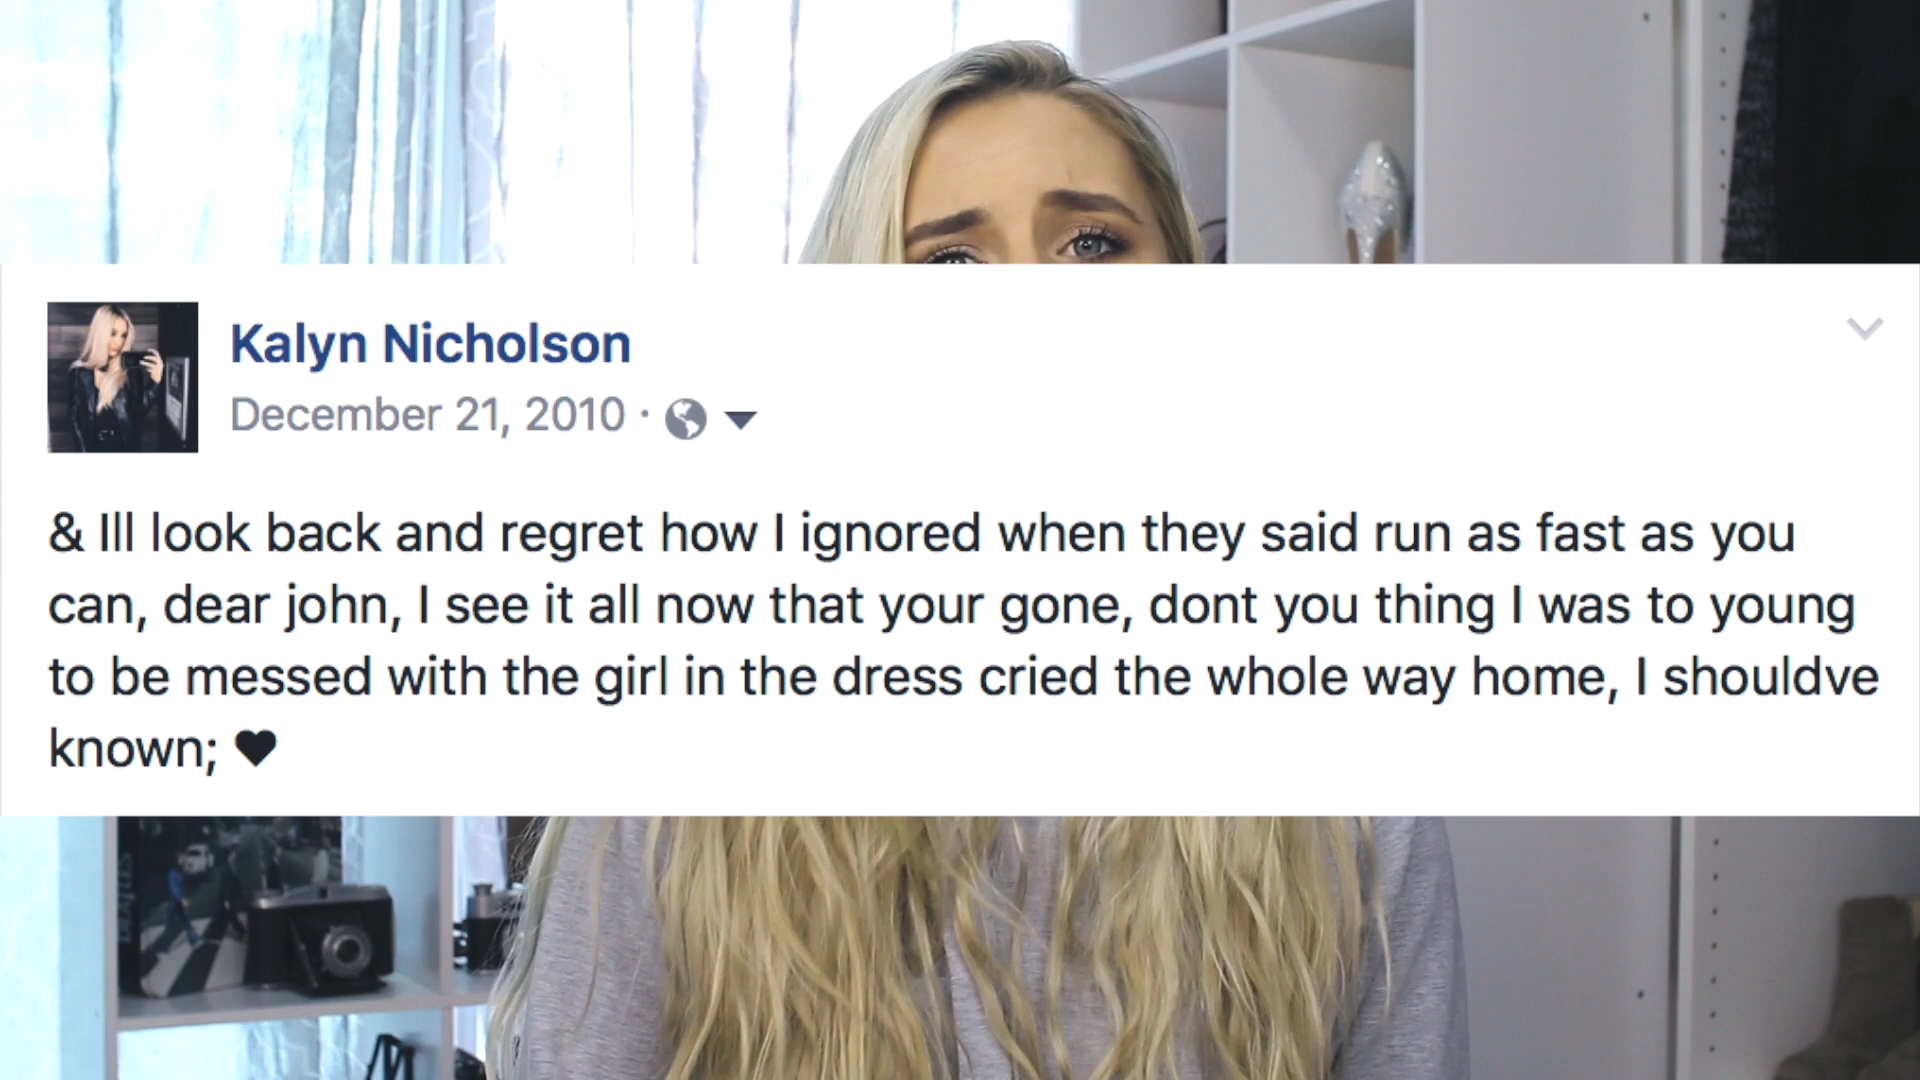 Kalyn Nicholson
December 21, 2010 ·
& Ill look back and regret how I ignored when they said run as fast as you
can, dear john, I see it all now that your gone, dont you thing I was to young
to be messed with the girl in the dress cried the whole way home, I shouldve
known; ♥